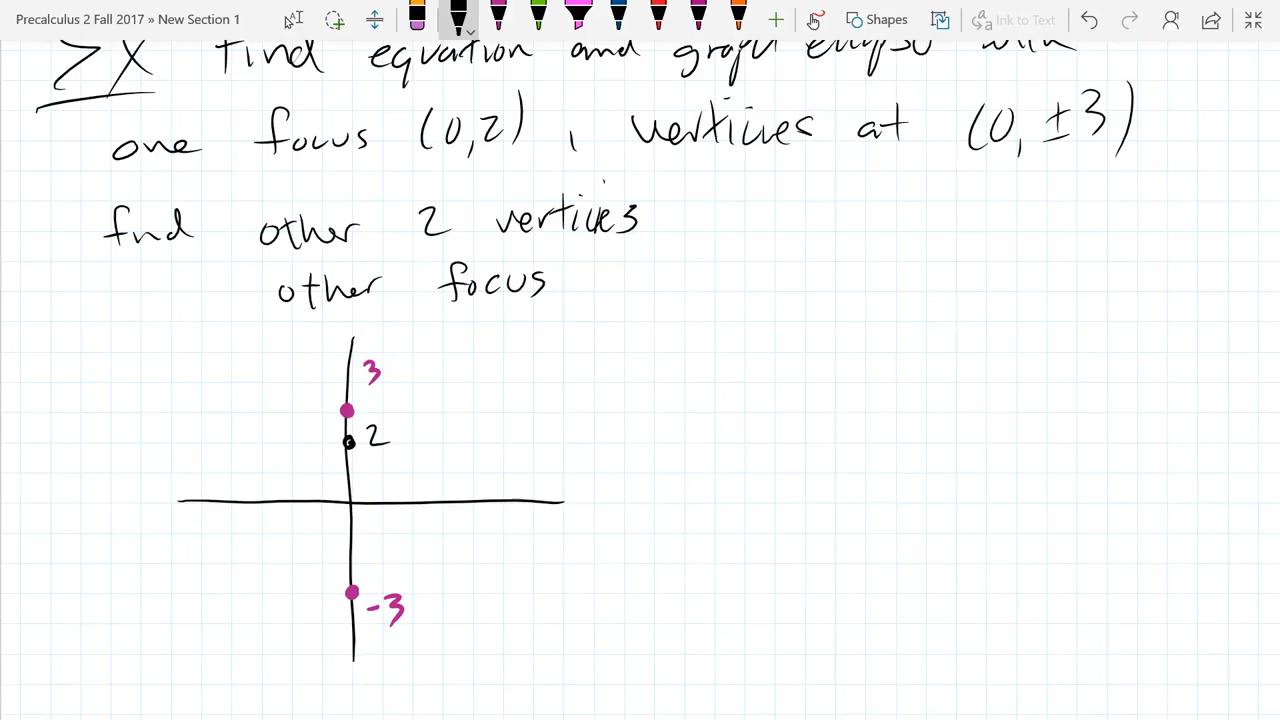 Precalculus 2 Fall 2017 » New Section 1
Shapes
Ink to Text
Ex Find equation and graph ellipse with
one focus (0,2) , vertices at (0, ±3)
find other 2 vertices
other focus
3
2
-3